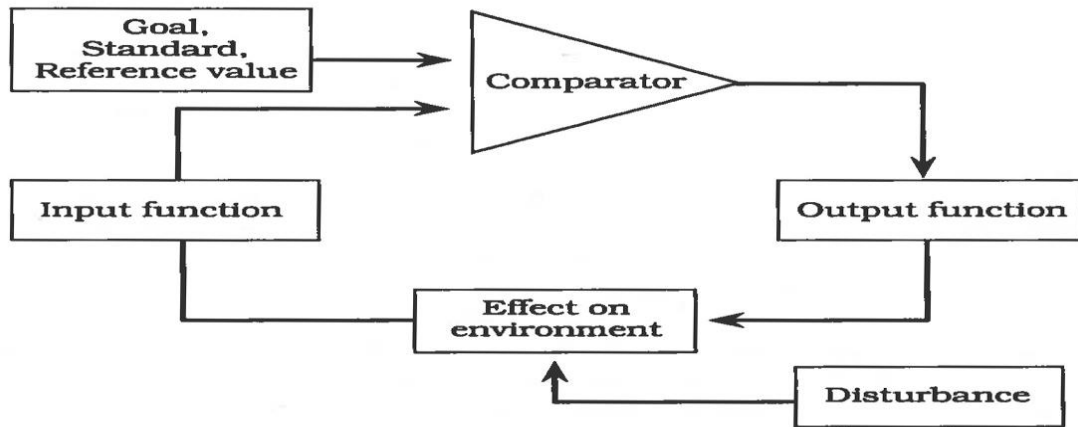 Goal,
Standard,
Reference value
Comparator
Input function
Output function
Effect on
environment
Disturbance